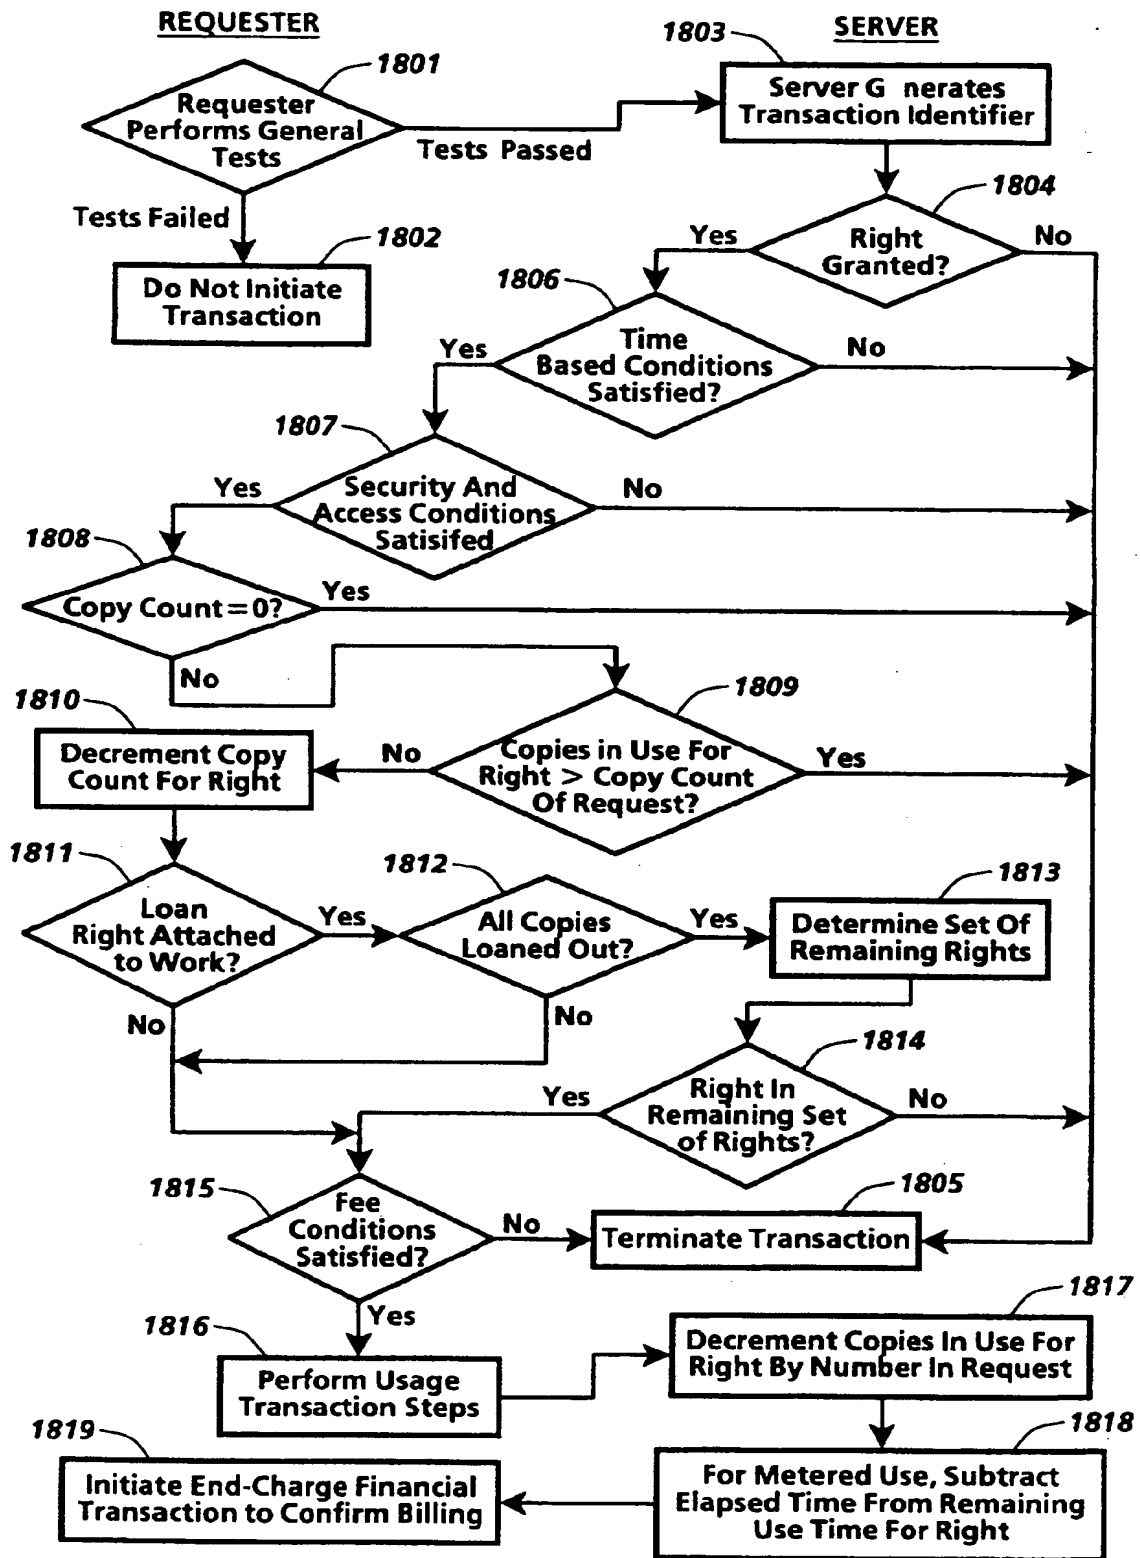 REQUESTER
SERVER
1801
Requester
Performs General
Tests
Tests Passed
Tests Failed
1802
Do Not Initiate
Transaction
1803
Server G nerates
Transaction Identifier
1804
Right
Granted?
Yes
No
1806
Time
Based Conditions
Satisfied?
Yes
No
1807
Security And
Access Conditions
Satisifed
Yes
No
1808
Copy Count=0?
Yes
No
1809
Copies in Use For
Right > Copy Count
Of Request?
No
Yes
1810
Decrement Copy
Count For Right
1811
Loan
Right Attached
to Work?
Yes
No
1812
All Copies
Loaned Out?
Yes
No
1813
Determine Set Of
Remaining Rights
1814
Right In
Remaining Set
of Rights?
Yes
No
1815
Fee
Conditions
Satisfied?
No
Yes
1805
Terminate Transaction
1816
Perform Usage
Transaction Steps
1817
Decrement Copies In Use For
Right By Number In Request
1818
For Metered Use, Subtract
Elapsed Time From Remaining
Use Time For Right
1819
Initiate End-Charge Financial
Transaction to Confirm Billing